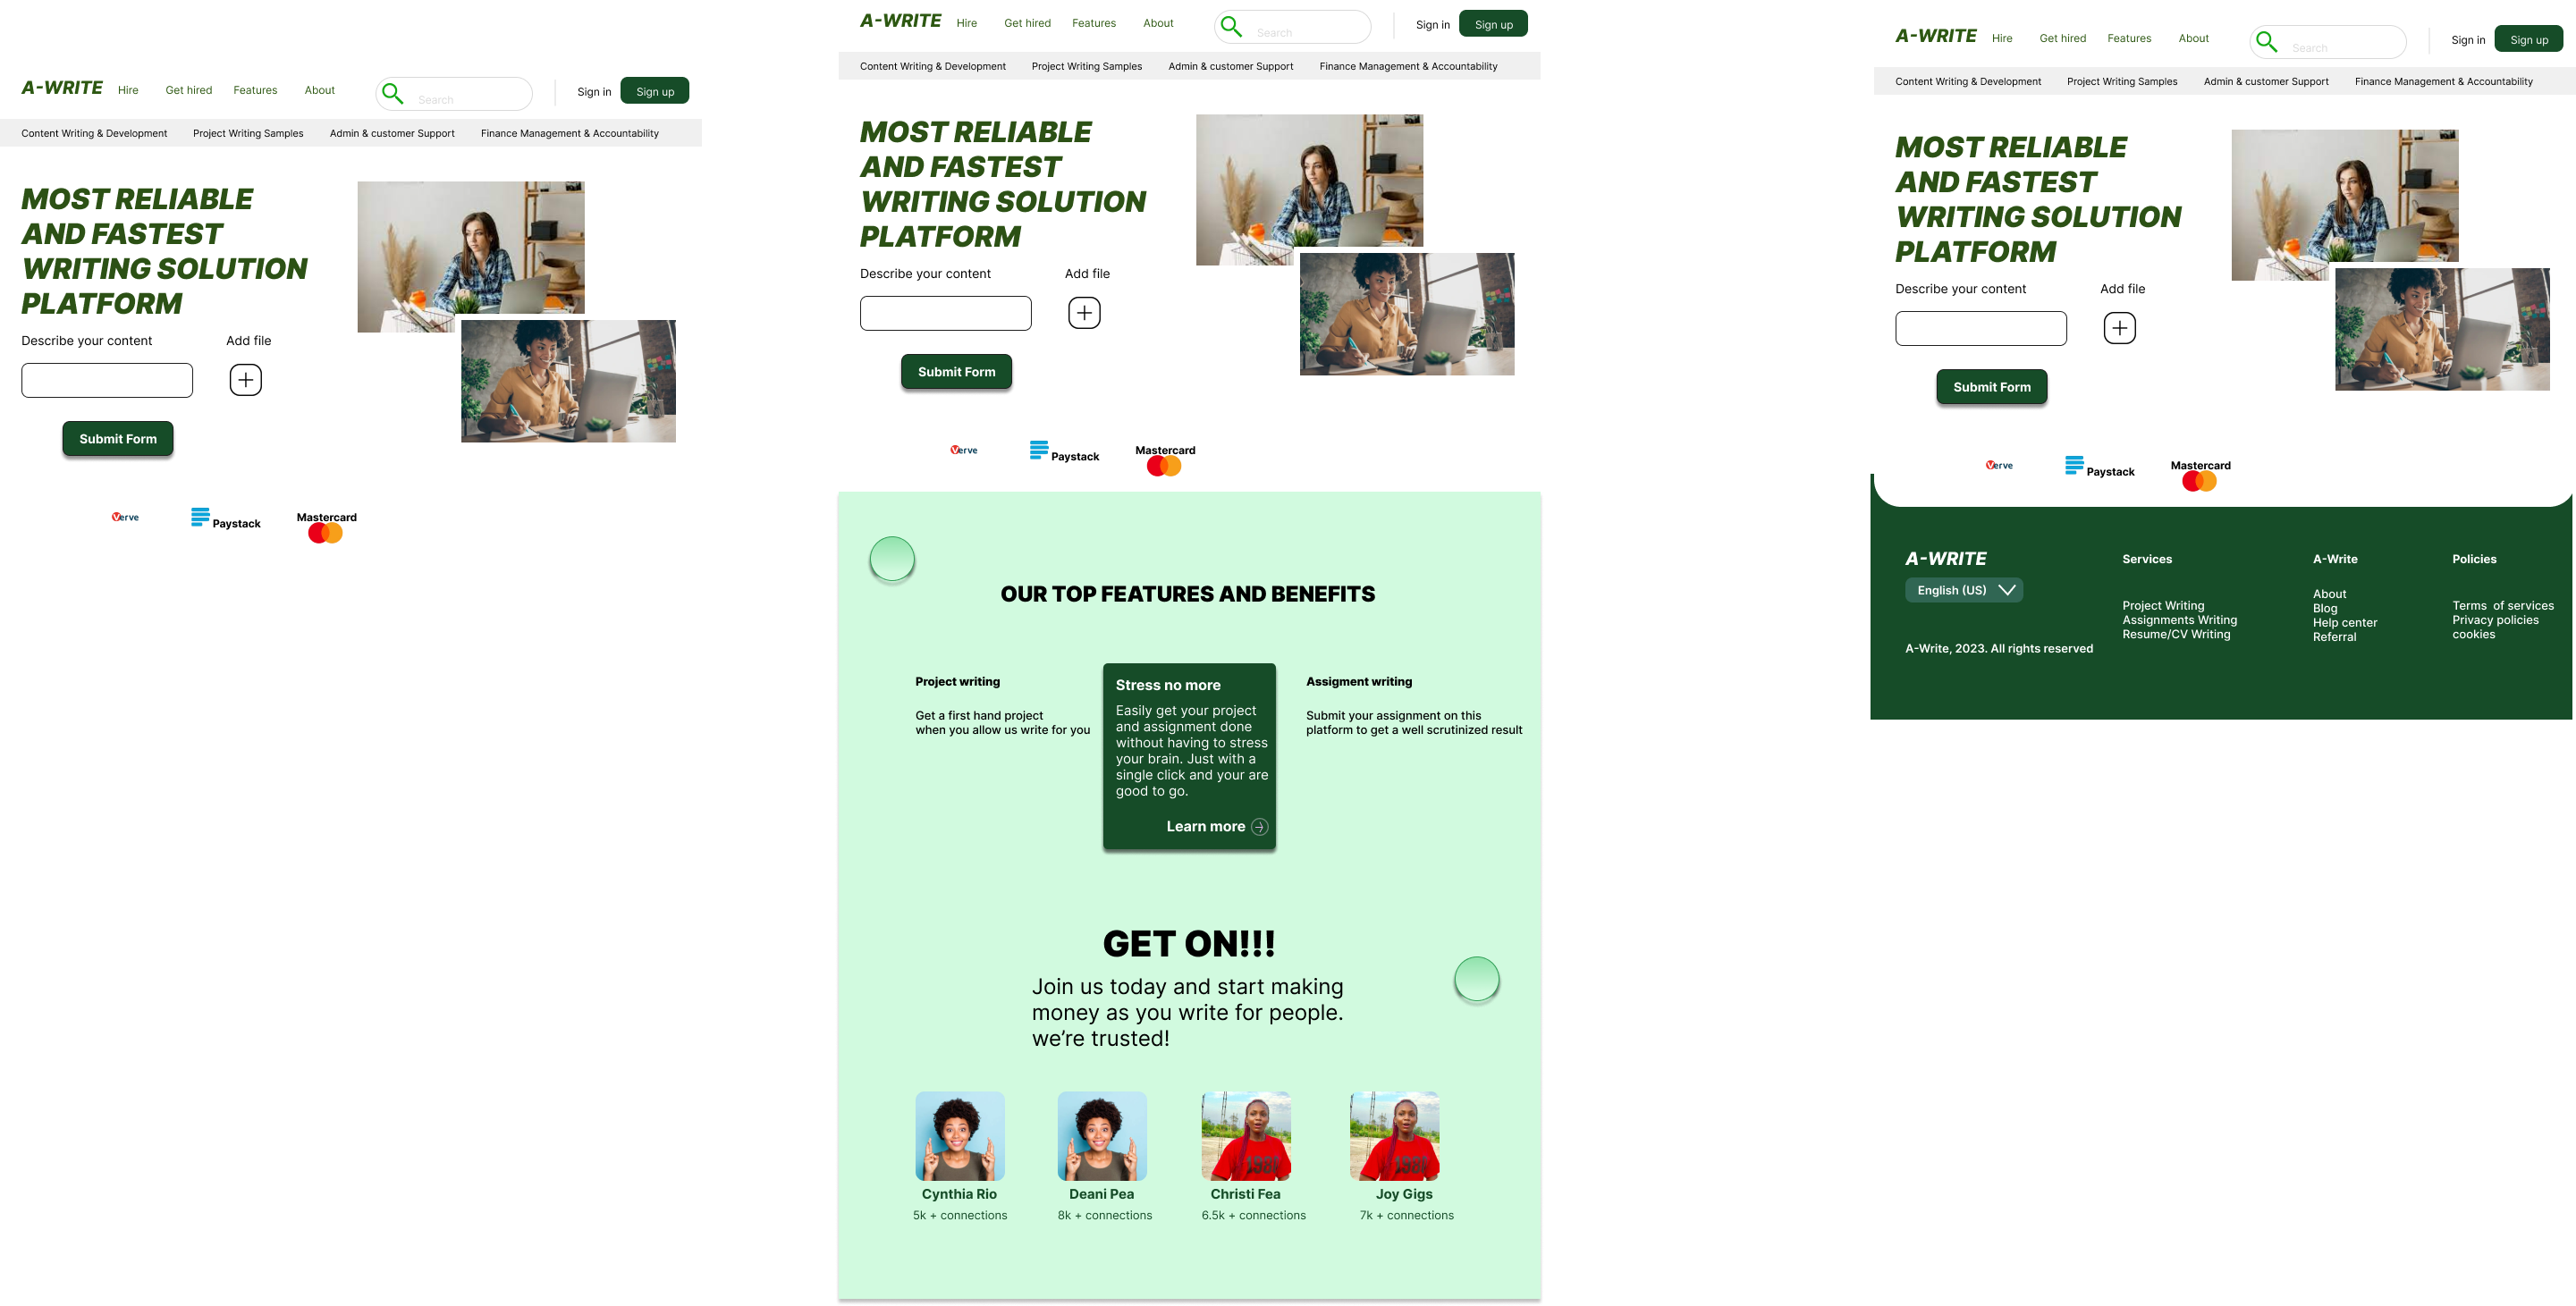 A-WRITE Hire Get hired Features About Search Sign in Sign up
Content Writing & Development Project Writing Samples Admin & customer Support Finance Management & Accountability
MOST RELIABLE
AND FASTEST
WRITING SOLUTION
PLATFORM
Describe your content Add file
Submit Form
Verve Paystack Mastercard
A-WRITE Hire Get hired Features About Search Sign in Sign up
Content Writing & Development Project Writing Samples Admin & customer Support Finance Management & Accountability
MOST RELIABLE
AND FASTEST
WRITING SOLUTION
PLATFORM
Describe your content Add file
Submit Form
Verve Paystack Mastercard
OUR TOP FEATURES AND BENEFITS
Project writing
Get a first hand project
when you allow us write for you
Stress no more
Easily get your project
and assignment done
without having to stress
your brain. Just with a
single click and your are
good to go.
Learn more
Assigment writing
Submit your assignment on this
platform to get a well scrutinized result
GET ON!!!
Join us today and start making
money as you write for people.
we’re trusted!
1982
1982
Cynthia Rio Deani Pea Christi Fea Joy Gigs
5k + connections 8k + connections 6.5k + connections 7k + connections
A-WRITE Hire Get hired Features About Search Sign in Sign up
Content Writing & Development Project Writing Samples Admin & customer Support Finance Management & Accountability
MOST RELIABLE
AND FASTEST
WRITING SOLUTION
PLATFORM
Describe your content Add file
Submit Form
Verve Paystack Mastercard
A-WRITE
English (US)
A-Write, 2023. All rights reserved
Services
Project Writing
Assignments Writing
Resume/CV Writing
A-Write
About
Blog
Help center
Referral
Policies
Terms of services
Privacy policies
cookies